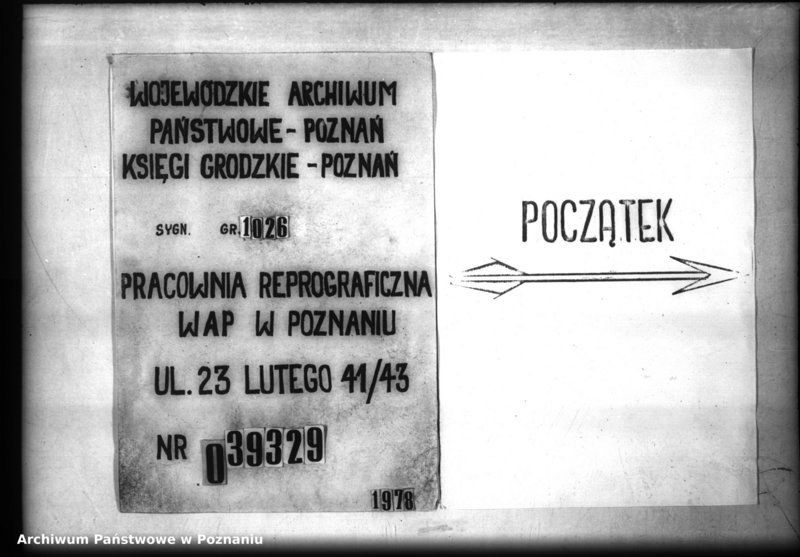 WOJEWÓDZKIE ARCHIWUM
PAŃSTWOWE - POZNAŃ
KSIĘGI GRODZKIE - POZNAŃ
SYGN. GR. 1026
PRACOWNIA REPROGRAFICZNA
WAP W POZNANIU
UL. 23 LUTEGO 41/43
NR 039329
1978
POCZĄTEK
Archiwum Państwowe w Poznaniu